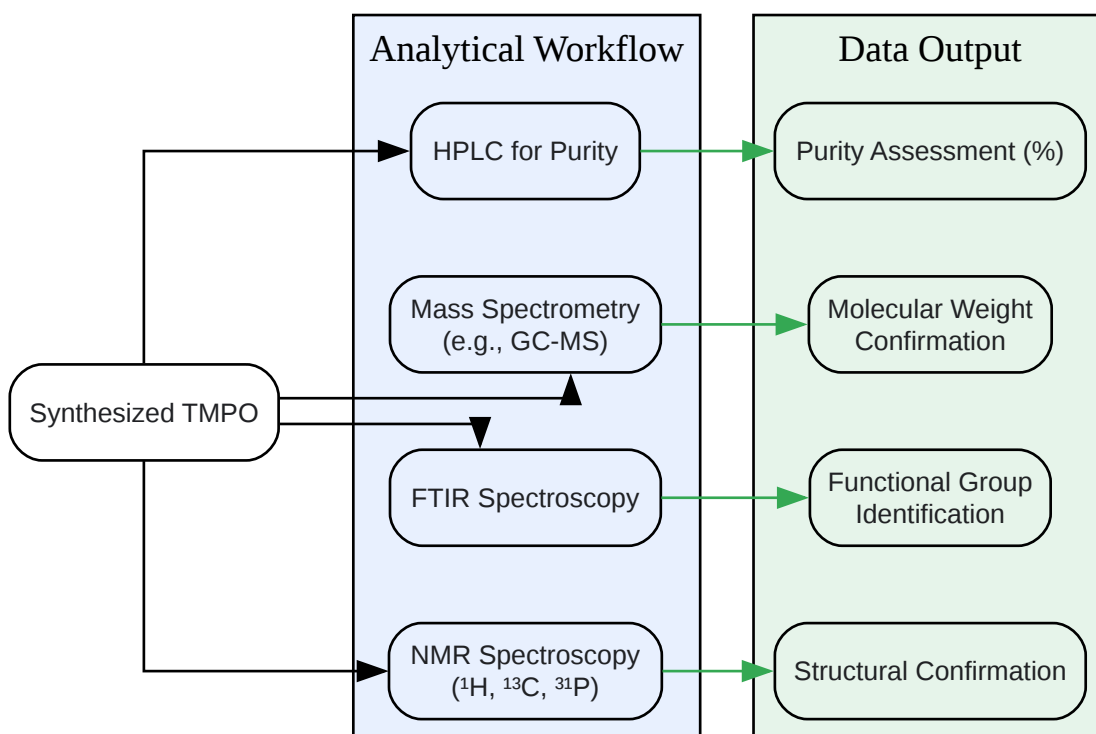 Analytical Workflow
Data Output
HPLC for Purity
Purity Assessment (%)
Mass Spectrometry
(e.g., GC-MS)
Molecular Weight
Confirmation
Synthesized TMPO
FTIR Spectroscopy
Functional Group
Identification
NMR Spectroscopy
(¹H, ¹³C, ³¹P)
Structural Confirmation